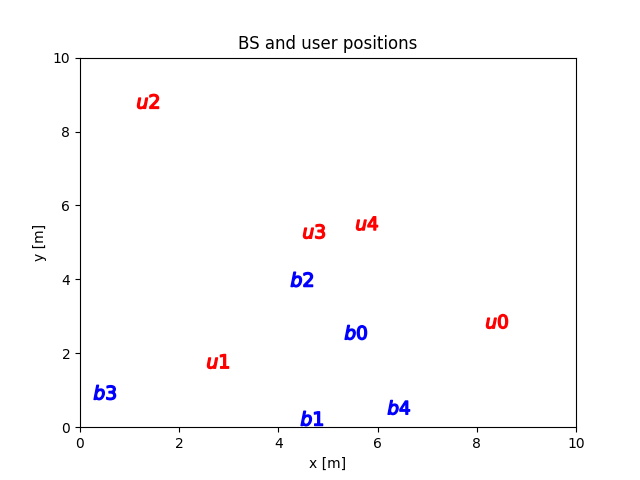 BS and user positions
10
u2
8
6
u4
u3
4
b2
u0
b0
2
u1
b3
b4
b1
0
0 2 4 6 8 10
x [m]
y [m]